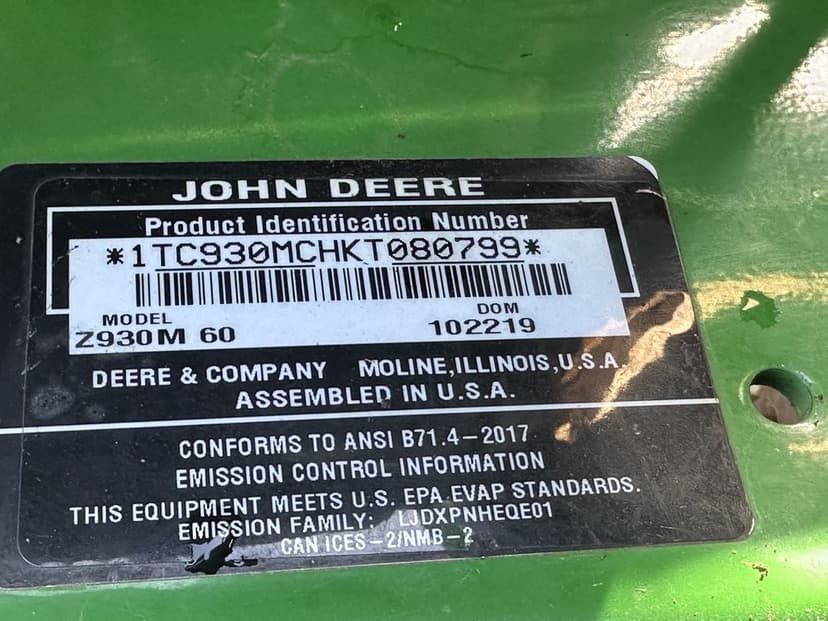 JOHN DEERE
Product Identification Number
*1TC930MCHKT080799*
MODEL DOM
Z930M 60 102219
DEERE & COMPANY MOLINE, ILLINOIS, U.S.A.
ASSEMBLED IN U.S.A.
CONFORMS TO ANSI B71.4-2017
EMISSION CONTROL INFORMATION
THIS EQUIPMENT MEETS U.S. EPA EVAP STANDARDS.
EMISSION FAMILY: LJDXPNHEQE01
CAN ICES-2/NMB-2